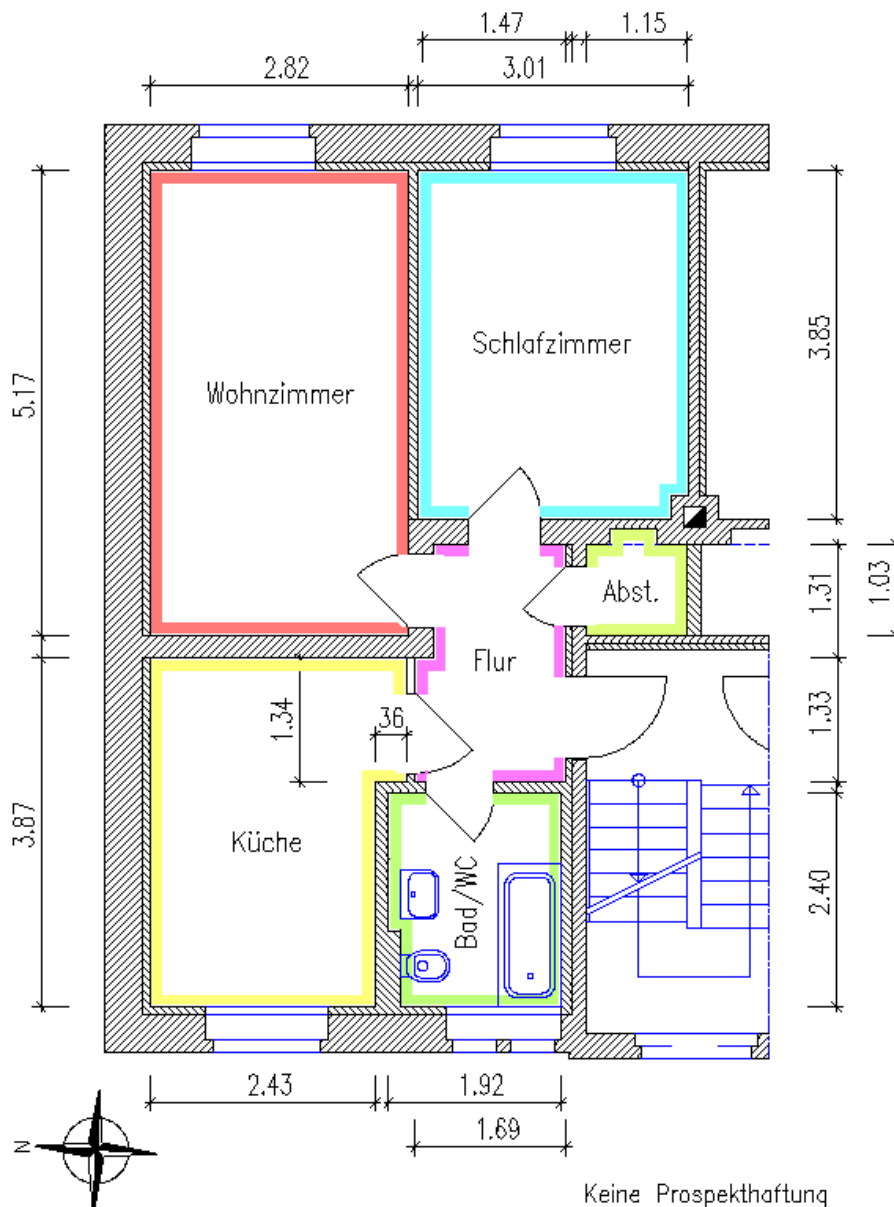 1.47
1.15
2.82
3.01
5.17
3.85
Schlafzimmer
Wohnzimmer
1.31
1.03
Abst.
Flur
1.34
36
1.33
3.87
Küche
Bad/WC
2.40
2.43
1.92
1.69
N
Keine Prospekthaftung